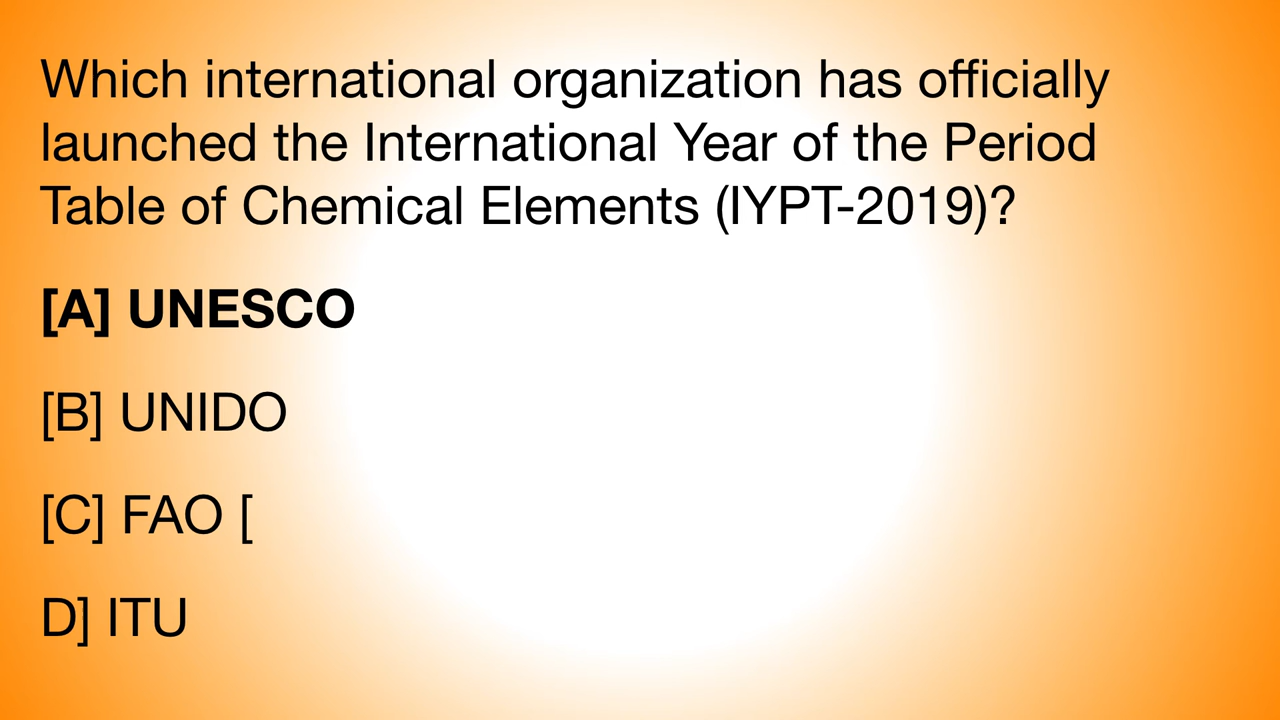 Which international organization has officially
launched the International Year of the Period
Table of Chemical Elements (IYPT-2019)?
[A] UNESCO
[B] UNIDO
[C] FAO [
D] ITU